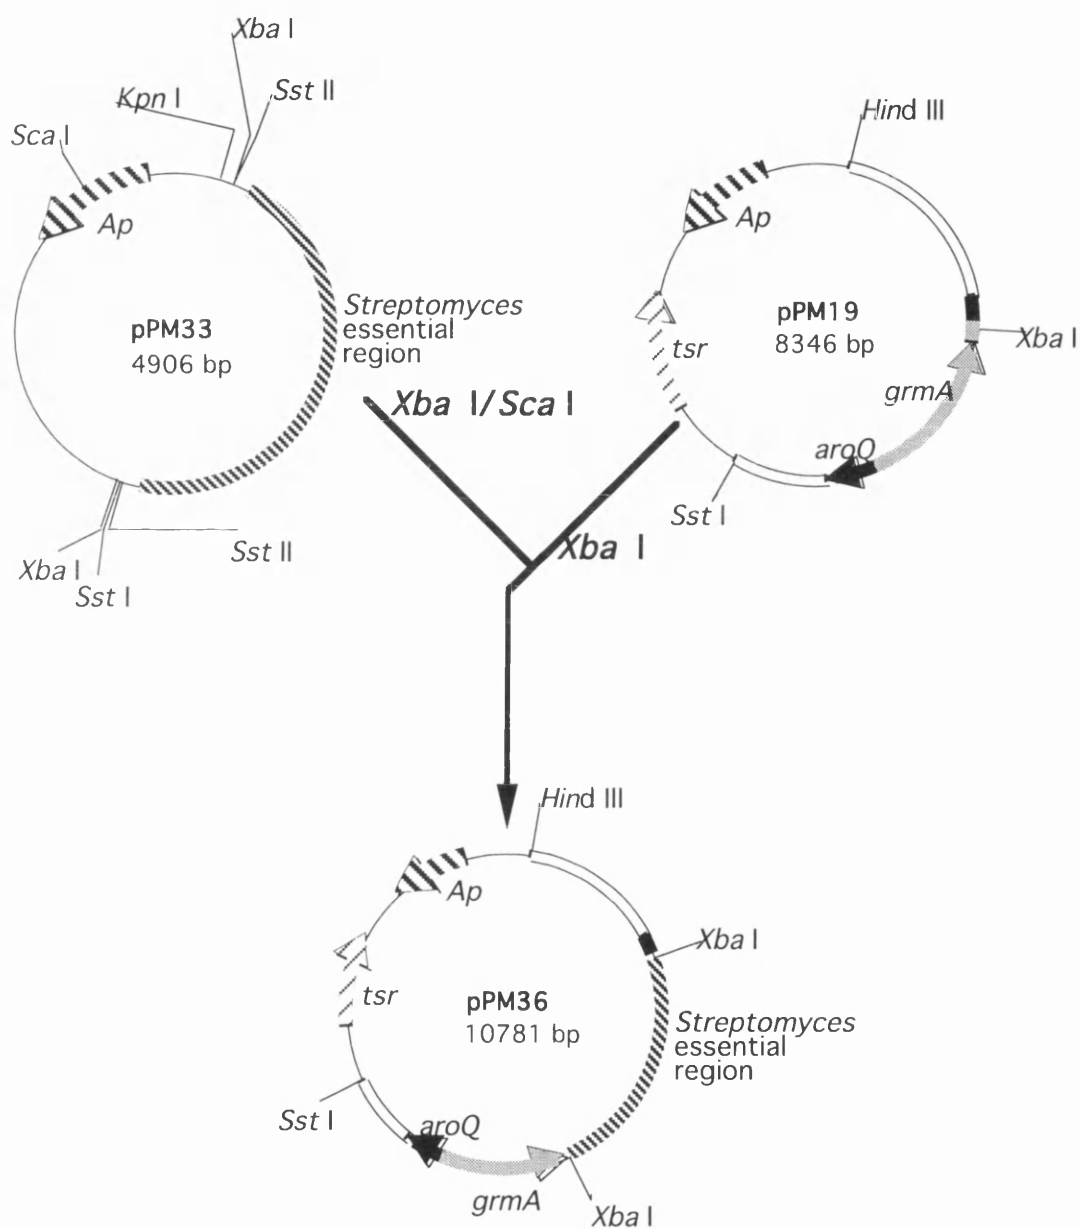 Xba I
Kpn I
Sst II
Sca I
Ap
pPM33
4906 bp
Streptomyces
essential
region
Xba I
Sst I
Sst II
Hind III
Ap
tsr
pPM19
8346 bp
Xba I
grmA
aroQ
Sst I
Xba I/Sca I
Xba I
Hind III
Ap
Xba I
tsr
pPM36
10781 bp
Streptomyces
essential
region
Sst I
aroQ
grmA
Xba I